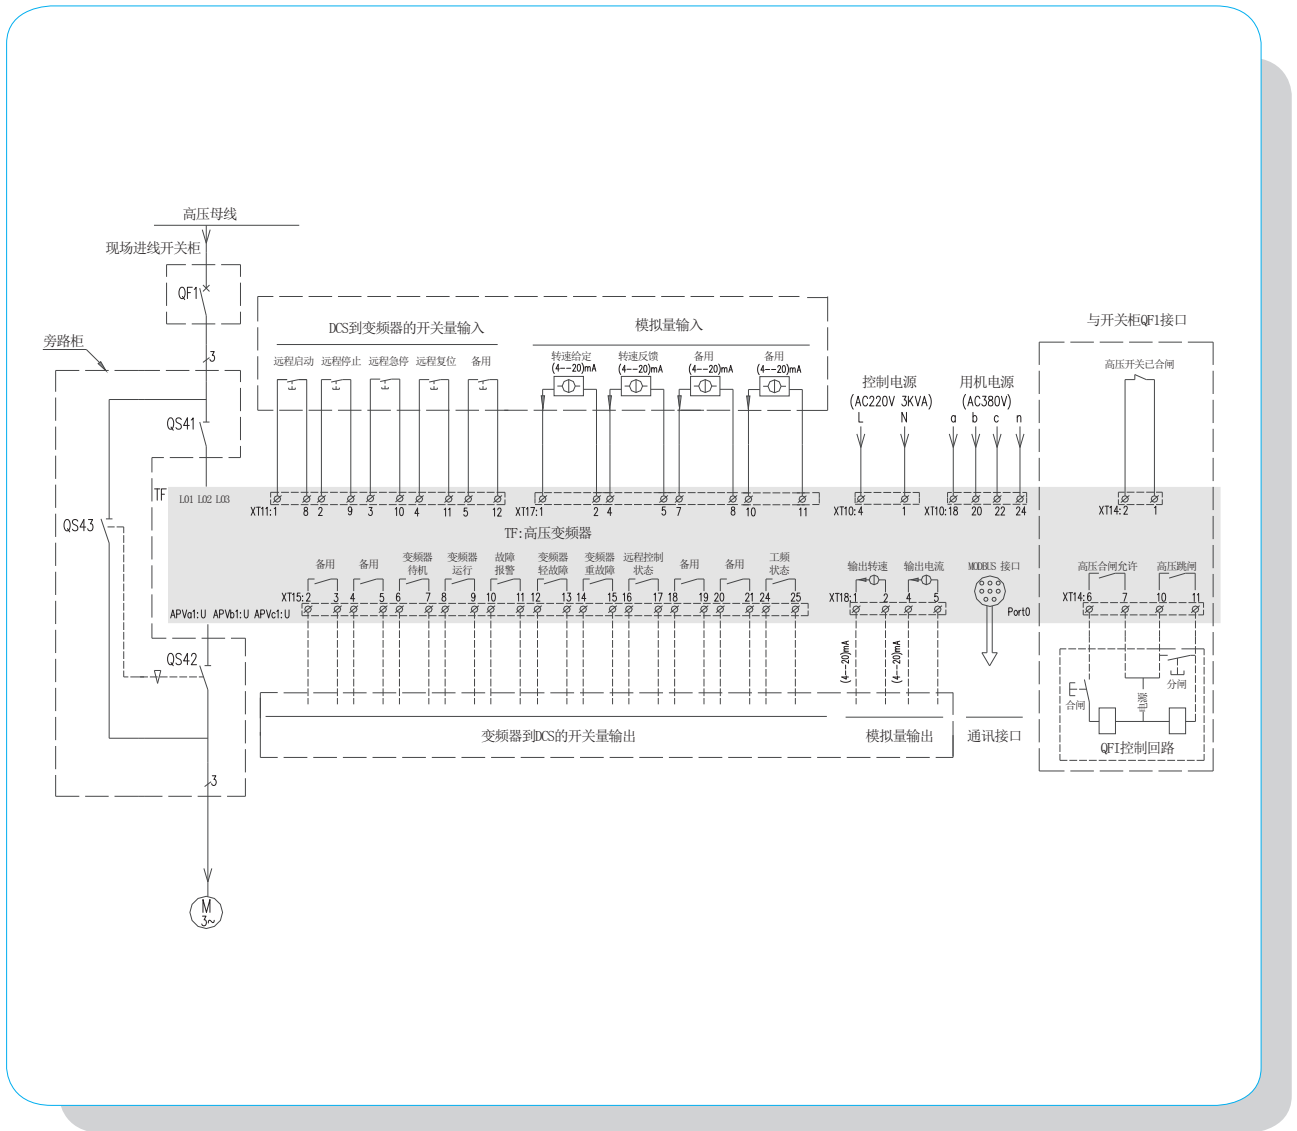 高压母线
现场进线开关柜
QF1
3
旁路柜
QS41
DCS到变频器的开关量输入
远程启动 远程停止 远程急停 远程复位 备用
模拟量输入
转速给定 转速反馈 备用 备用
(4--20)mA (4--20)mA (4--20)mA (4--20)mA
控制电源
(AC220V 3KVA)
L N
用机电源
(AC380V)
a b c n
与开关柜QF1接口
高压开关已合闸
TF
L01 L02 L03
XT11:1 8 2 9 3 10 4 11 5 12
XT17:1 2 4 5 7 8 10 11
XT10:4 1
XT10:18 20 22 24
XT14:2 1
QS43
TF:高压变频器
备用 备用 变频器 变频器 故障 变频器 变频器 远程控制 备用 备用 工频
待机 运行 报警 轻故障 重故障 状态 状态
输出转速 输出电流
MODBUS 接口
高压合闸允许 高压跳闸
XT15:2 3 4 5 6 7 8 9 10 11 12 13 14 15 16 17 18 19 20 21 24 25
XT18:1 2 4 5
Port0
XT14:6 7 10 11
APVa1:U APVb1:U APVc1:U
QS42
(4--20)mA (4--20)mA
合闸
电源
分闸
QFI控制回路
变频器到DCS的开关量输出
模拟量输出
通讯接口
3
M
3~